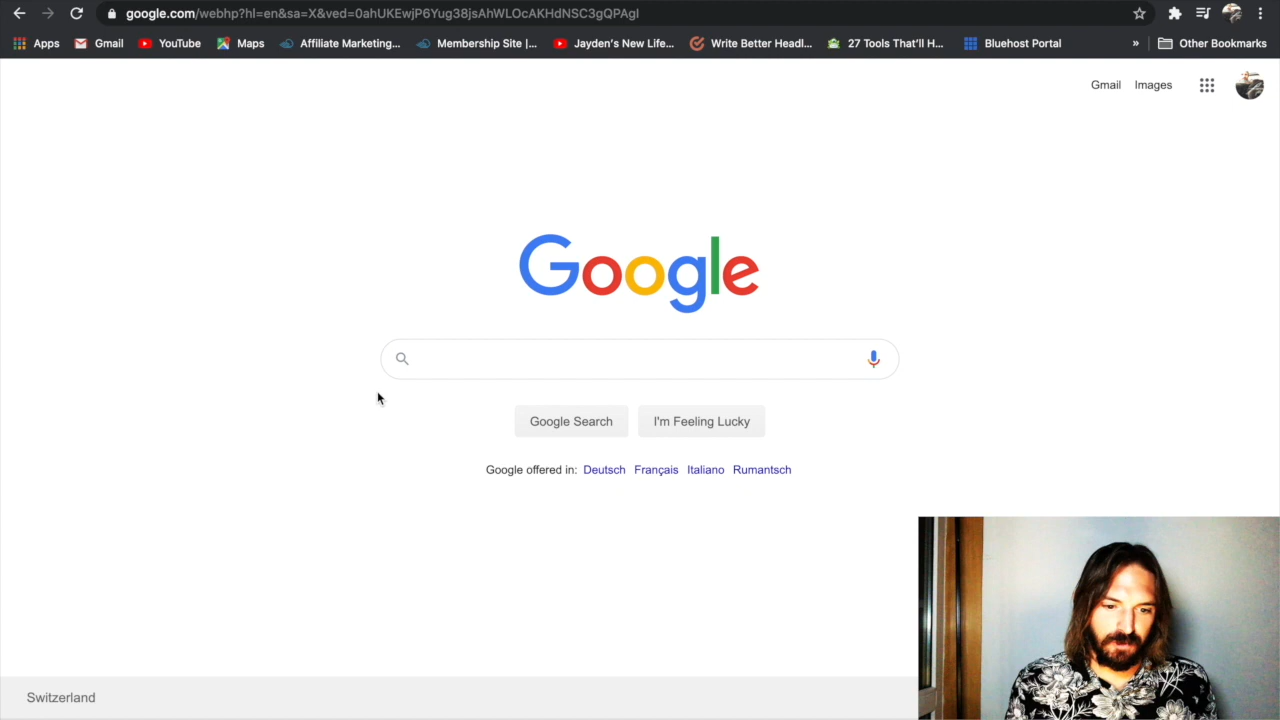 google.com/webhp?hl=en&sa=X&ved=0ahUKEwjP6Yug38jsAhWLOcAKHdNSC3gQPAgI
Apps Gmail YouTube Maps Affiliate Marketing... Membership Site |... Jayden's New Life... Write Better Headl... 27 Tools That'll H... Bluehost Portal » Other Bookmarks
Gmail Images
Google
Google Search I'm Feeling Lucky
Google offered in: Deutsch Français Italiano Rumantsch
Switzerland